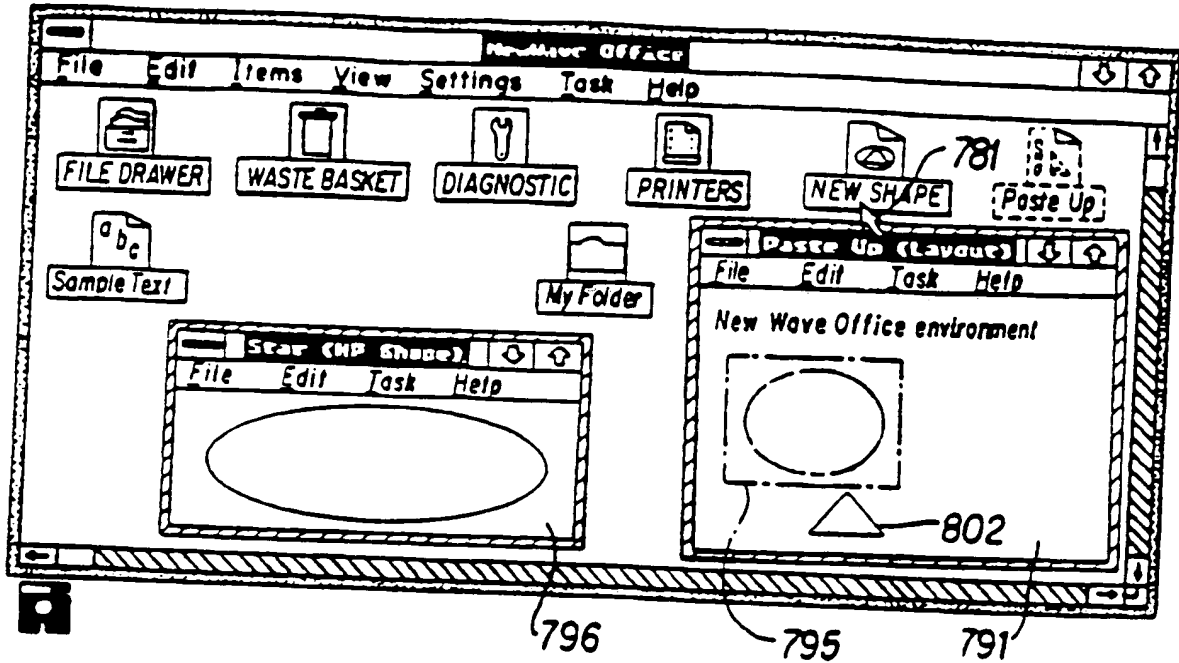 NewWave Office
File Edit Items View Settings Task Help
FILE DRAWER WASTE BASKET DIAGNOSTIC PRINTERS NEW SHAPE Paste Up
781
abc
Sample Text My Folder
Paste Up (Layout)
File Edit Task Help
New Wave Office environment
Star (HP Shape)
File Edit Task Help
802
796 795 791